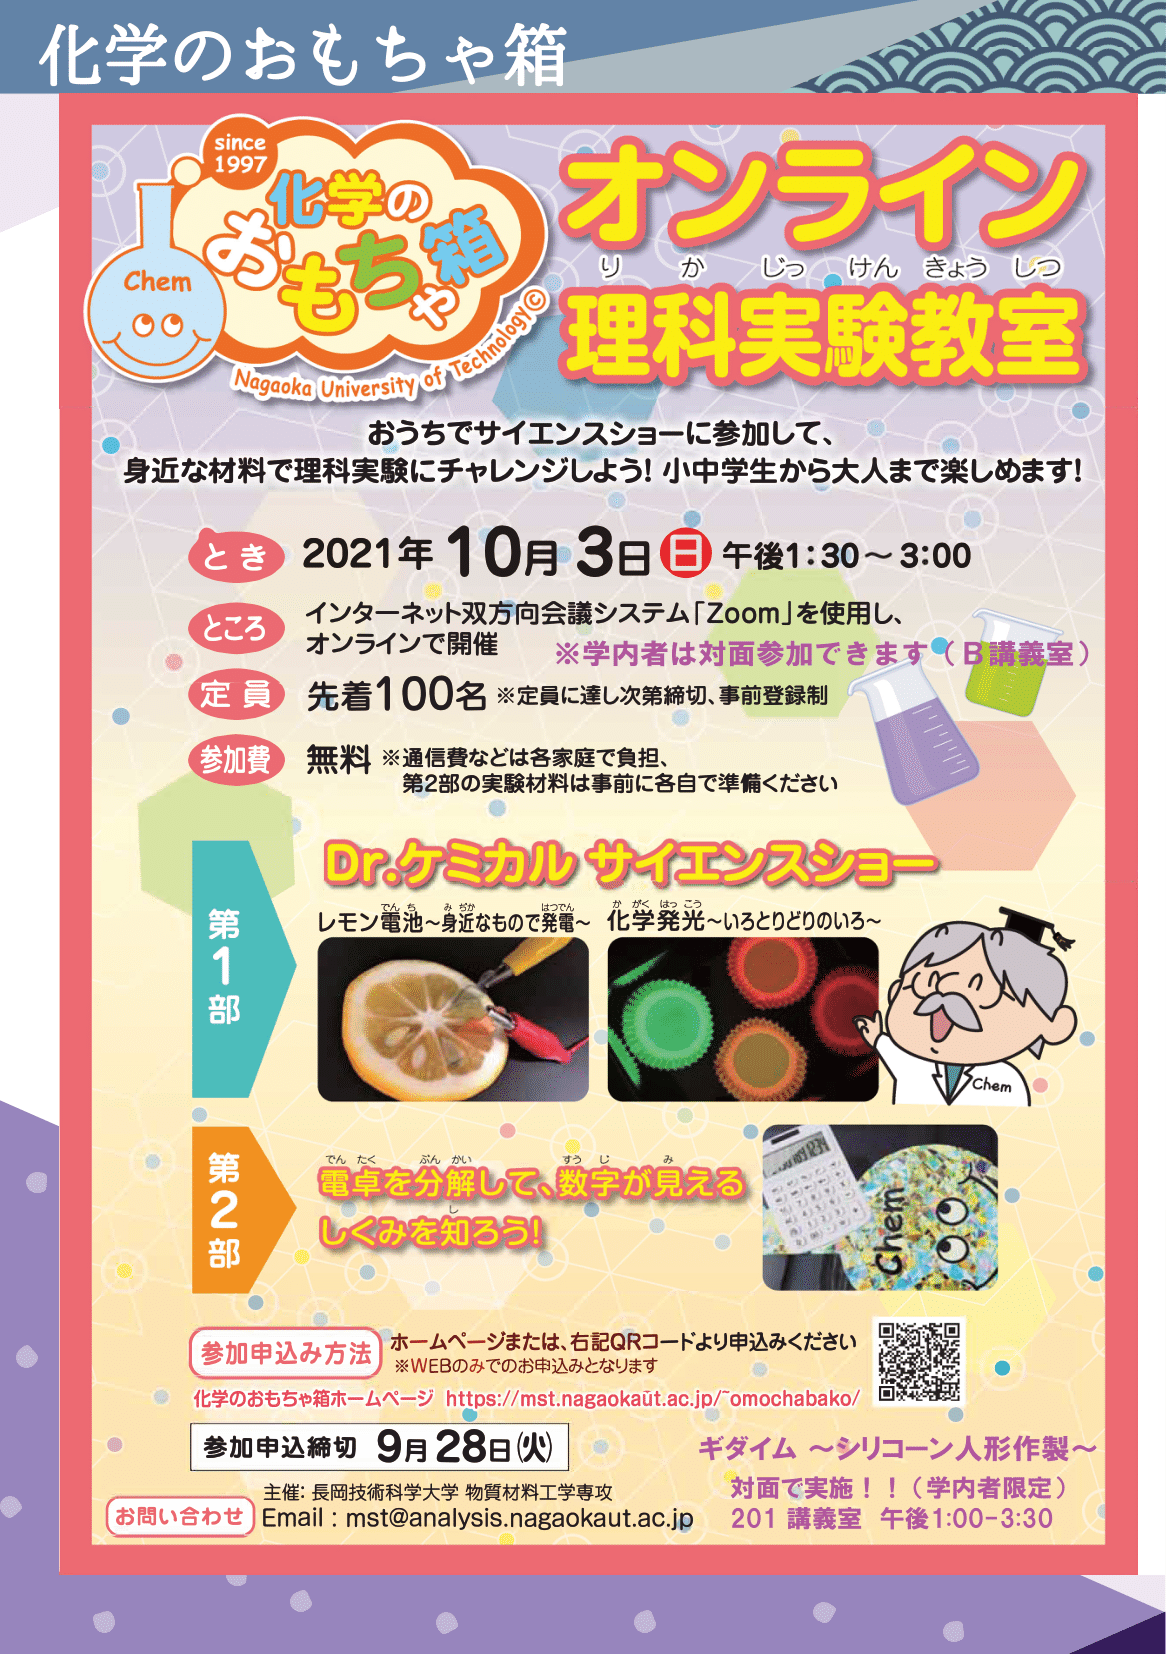 化学のおもちゃ箱
since
1997
化学の
おもちゃ箱
Chem
Nagaoka University of Technology©
オンライン
り か じっ けん きょう しつ
理科実験教室
おうちでサイエンスショーに参加して、
身近な材料で理科実験にチャレンジしよう! 小中学生から大人まで楽しめます!
とき 2021年 10月 3日 日 午後1:30～3:00
ところ インターネット双方向会議システム「Zoom」を使用し、
オンラインで開催 ※学内者は対面参加できます（B講義室）
定員 先着100名 ※定員に達し次第締切、事前登録制
参加費 無料 ※通信費などは各家庭で負担、
第2部の実験材料は事前に各自で準備ください
第1部
Dr.ケミカル サイエンスショー
でん ち み ぢか はつでん
レモン電池～身近なもので発電～
か がく はっ こう
化学発光～いろとりどりのいろ～
Chem
第2部
でん たく ぶん かい すう じ み
電卓を分解して、数字が見える
し
しくみを知ろう!
Chem
参加申込み方法 ホームページまたは、右記QRコードより申込みください
※WEBのみでのお申込みとなります
化学のおもちゃ箱ホームページ https://mst.nagaokaut.ac.jp/~omochabako/
参加申込締切 9月28日(火)
ギダイム ～シリコーン人形作製～
対面で実施！！（学内者限定）
201 講義室 午後1:00-3:30
主催: 長岡技術科学大学 物質材料工学専攻
お問い合わせ Email : mst@analysis.nagaokaut.ac.jp